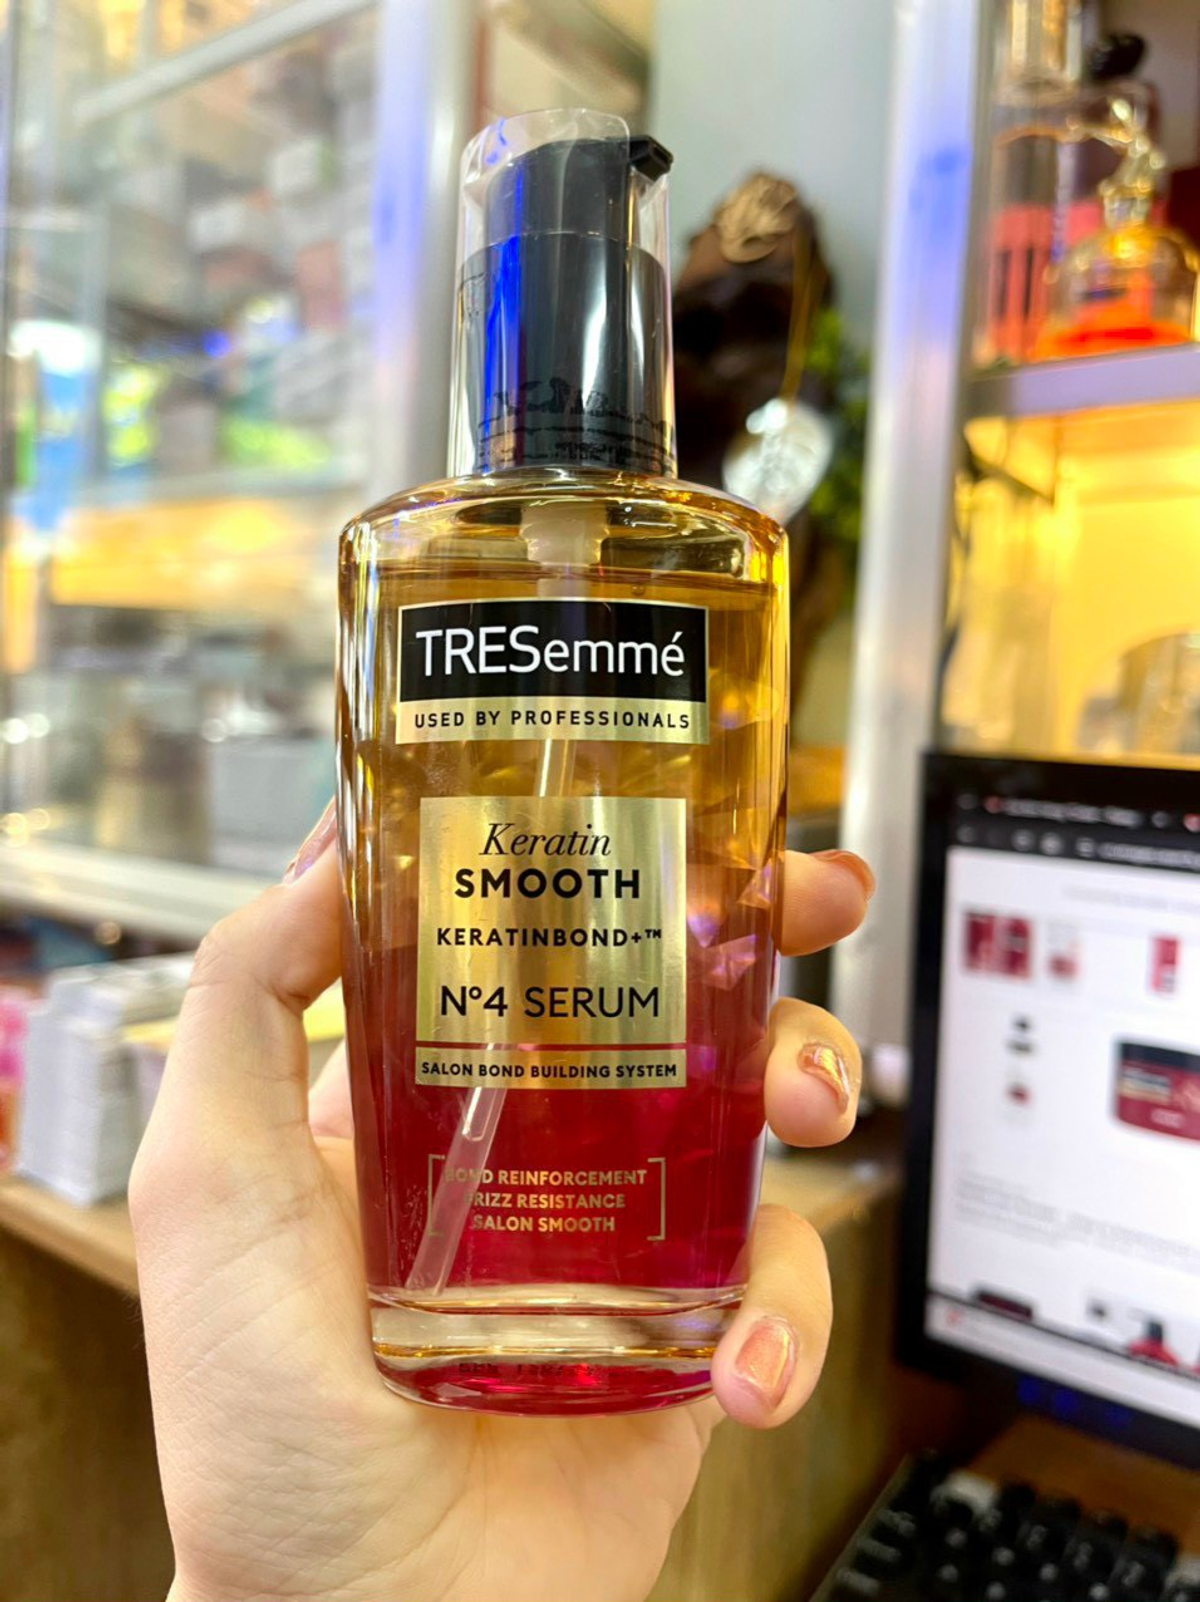 TRESemmé
USED BY PROFESSIONALS
Keratin
SMOOTH
KERATINBOND+™
Nº4 SERUM
SALON BOND BUILDING SYSTEM
BOND REINFORCEMENT
FRIZZ RESISTANCE
SALON SMOOTH